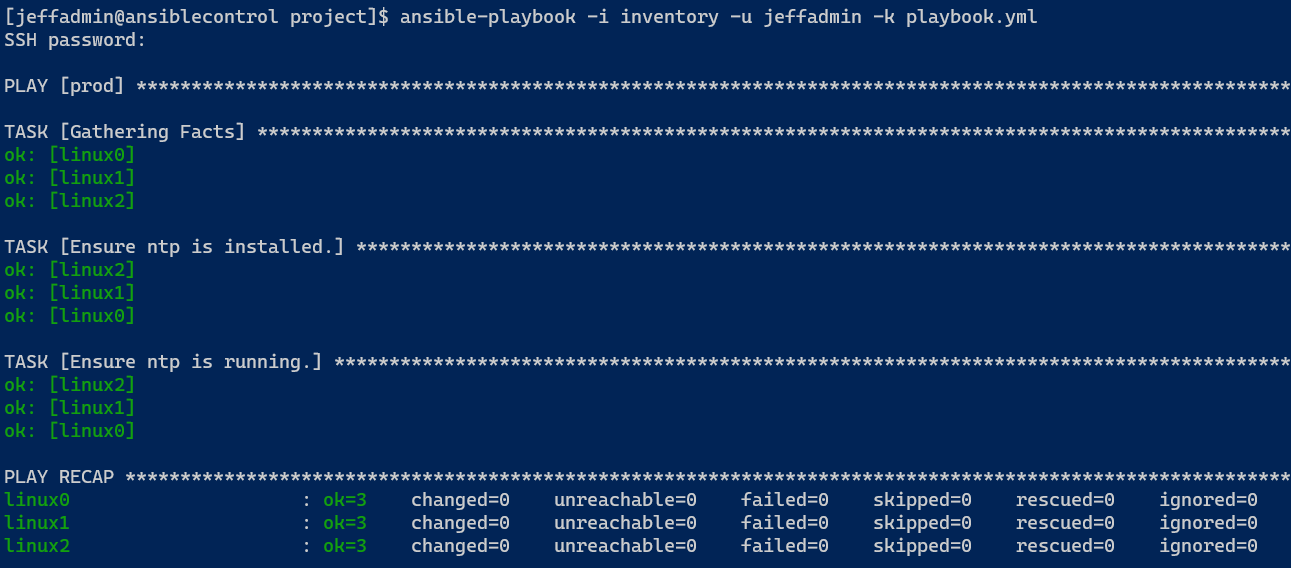 [jeffadmin@ansiblecontrol project]$ ansible-playbook -i inventory -u jeffadmin -k playbook.yml
SSH password:
PLAY [prod] *********************************************************************************************************
TASK [Gathering Facts] **********************************************************************************************
ok: [linux0]
ok: [linux1]
ok: [linux2]
TASK [Ensure ntp is installed.] *************************************************************************************
ok: [linux2]
ok: [linux1]
ok: [linux0]
TASK [Ensure ntp is running.] ***************************************************************************************
ok: [linux2]
ok: [linux1]
ok: [linux0]
PLAY RECAP **********************************************************************************************************
linux0                     : ok=3    changed=0    unreachable=0    failed=0    skipped=0    rescued=0    ignored=0
linux1                     : ok=3    changed=0    unreachable=0    failed=0    skipped=0    rescued=0    ignored=0
linux2                     : ok=3    changed=0    unreachable=0    failed=0    skipped=0    rescued=0    ignored=0